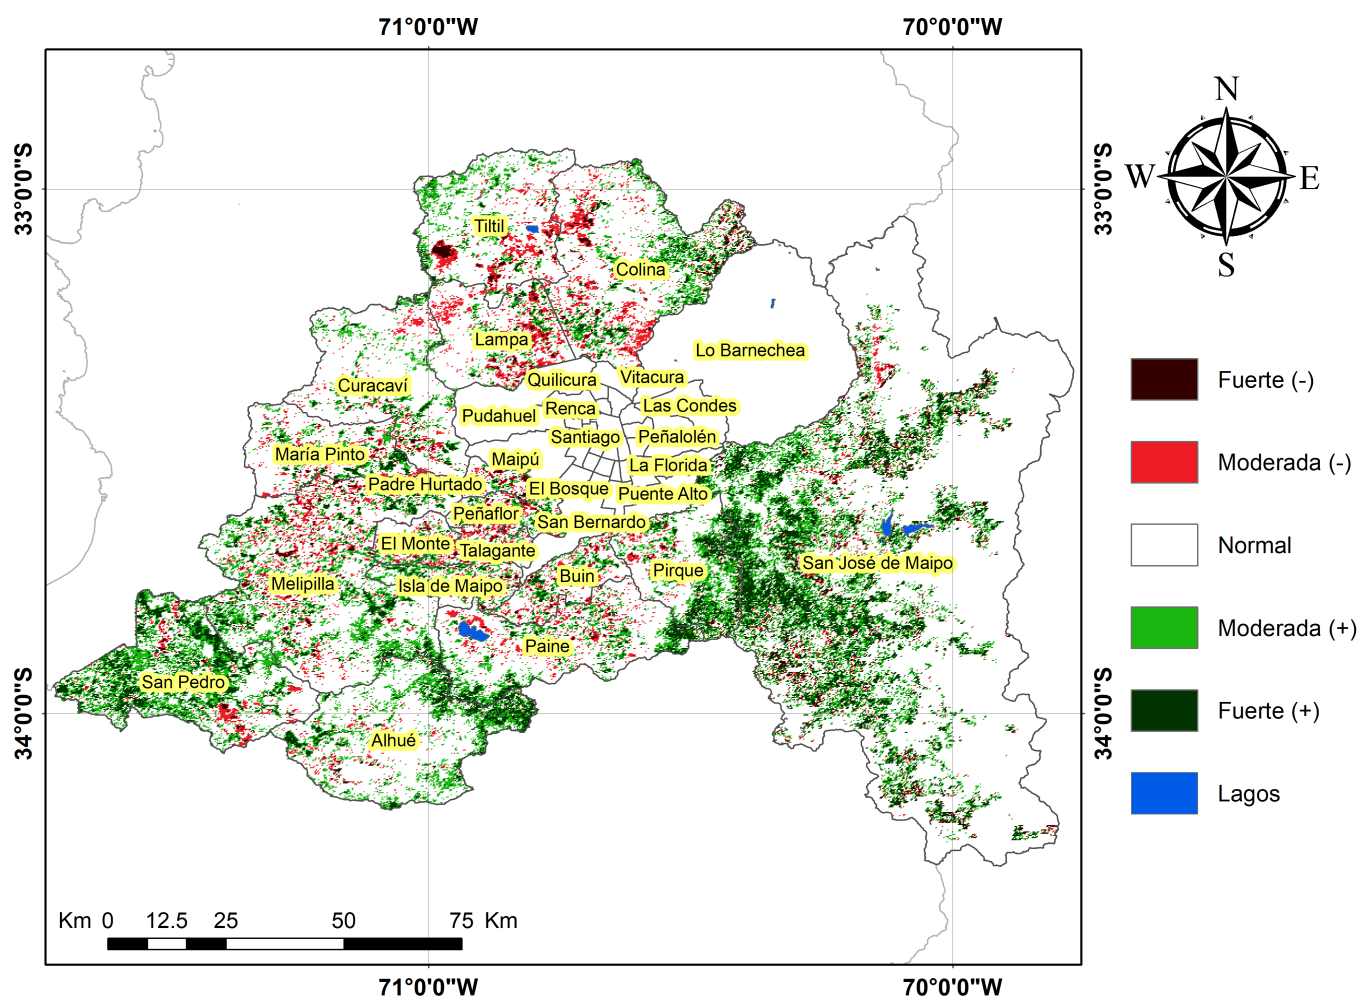 71°0'0"W
70°0'0"W
33°0'0"S
33°0'0"S
34°0'0"S
34°0'0"S
71°0'0"W
70°0'0"W
N
W
E
S
Tiltil
Colina
Lampa
Lo Barnechea
Curacaví
Quilicura
Vitacura
Pudahuel
Renca
Las Condes
Santiago
Peñalolén
María Pinto
Maipú
La Florida
Padre Hurtado
El Bosque
Puente Alto
Peñaflor
San Bernardo
El Monte
Talagante
San José de Maipo
Melipilla
Isla de Maipo
Buin
Pirque
Paine
San Pedro
Alhué
Km 0 12.5 25 50 75 Km
Fuerte (-)
Moderada (-)
Normal
Moderada (+)
Fuerte (+)
Lagos